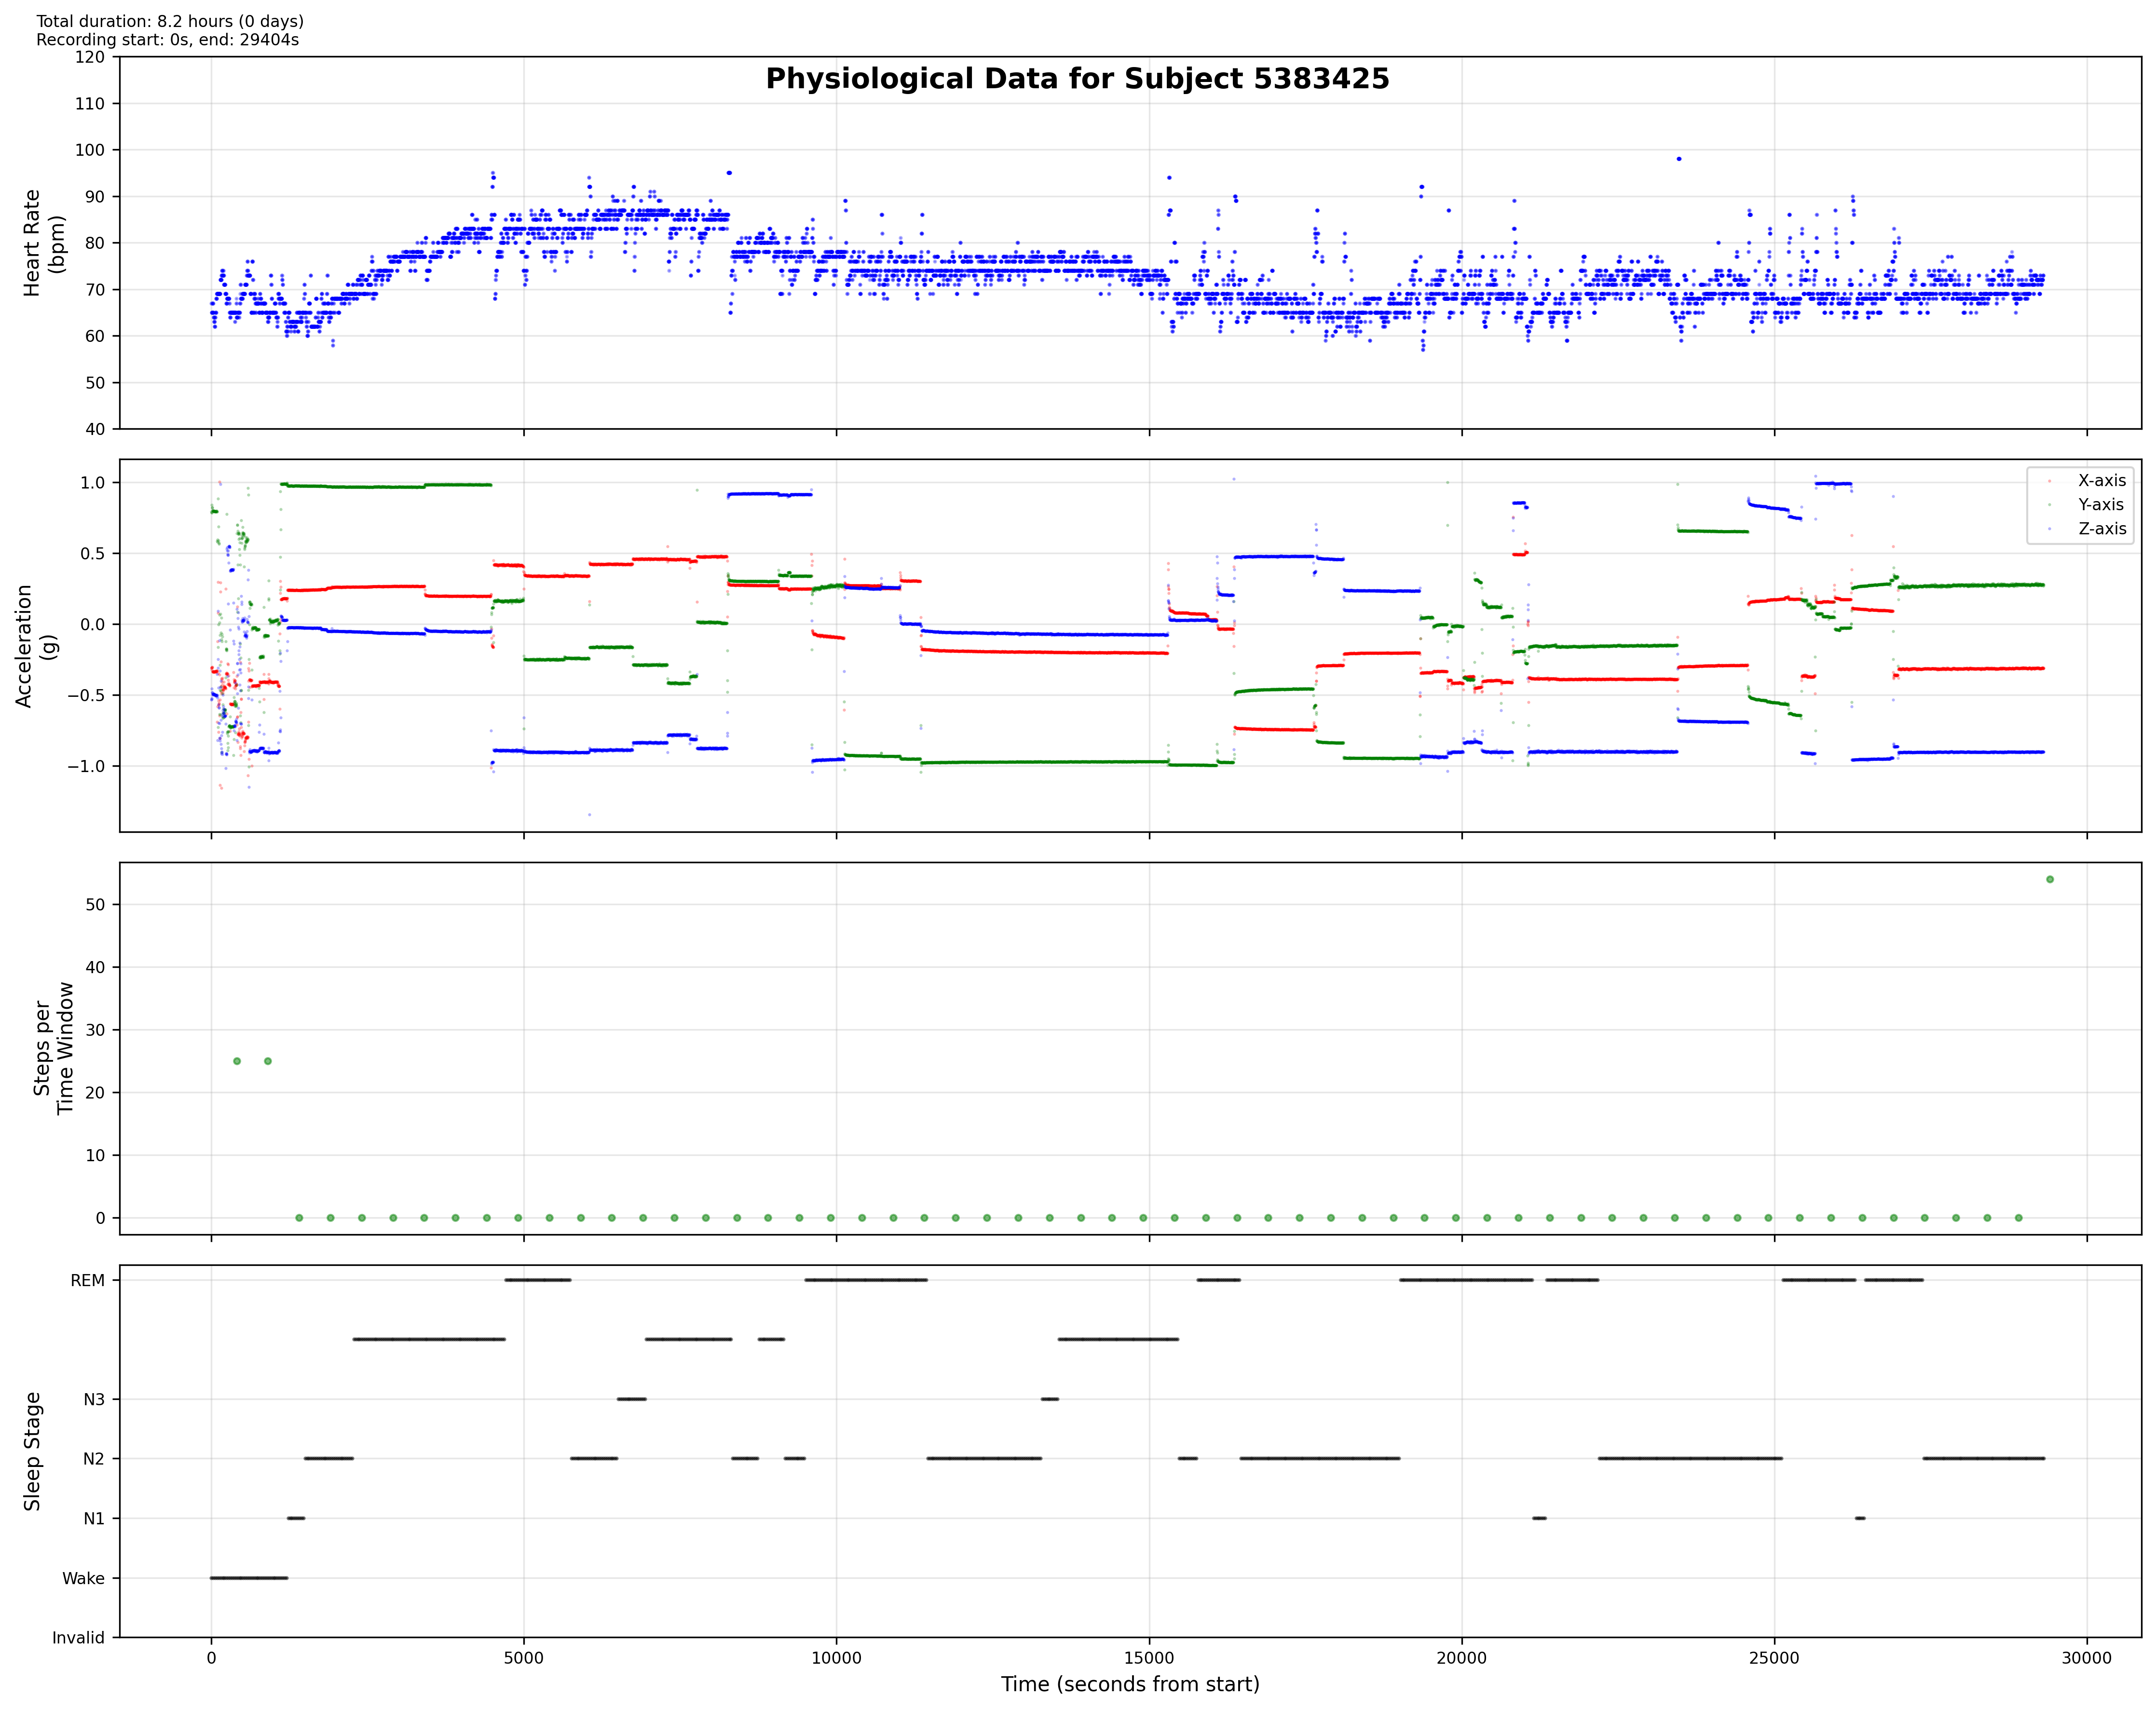 Total duration: 8.2 hours (0 days)
Recording start: 0s, end: 29404s
Physiological Data for Subject 5383425
Heart Rate
(bpm)
120
110
100
90
80
70
60
50
40
Acceleration
(g)
1.0
0.5
0.0
−0.5
−1.0
X-axis
Y-axis
Z-axis
Steps per
Time Window
50
40
30
20
10
0
Sleep Stage
REM
N3
N2
N1
Wake
Invalid
0
5000
10000
15000
20000
25000
30000
Time (seconds from start)